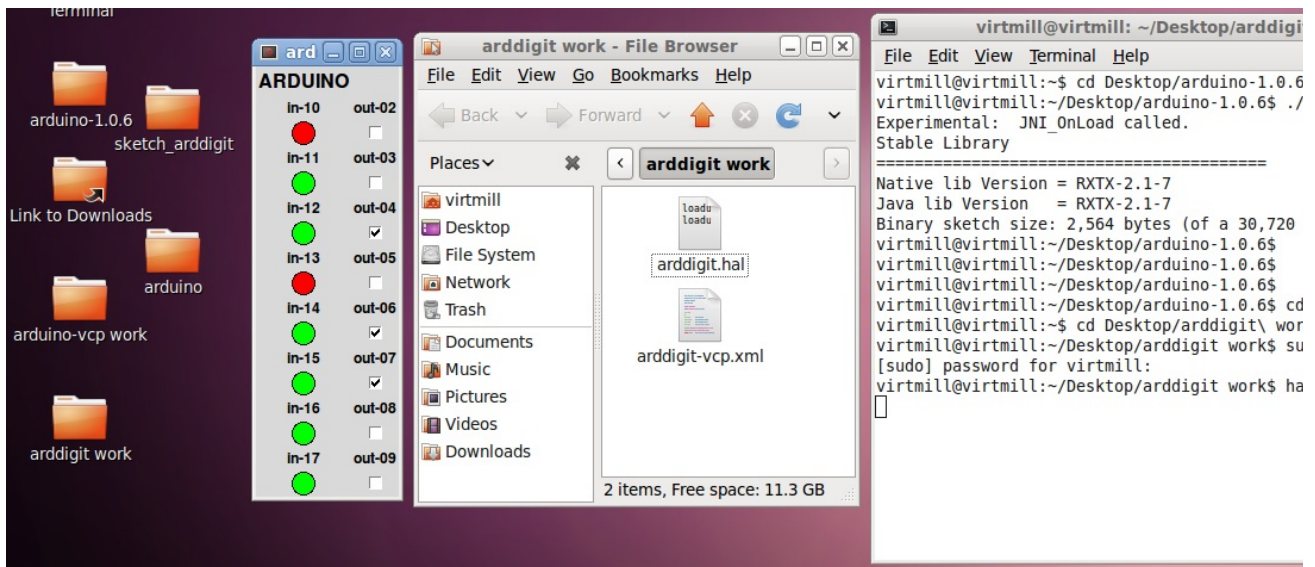 Terminal
arduino-1.0.6
sketch_arddigit
Link to Downloads
arduino
arduino-vcp work
arddigit work
ard
ARDUINO
in-10 out-02
in-11 out-03
in-12 out-04
in-13 out-05
in-14 out-06
in-15 out-07
in-16 out-08
in-17 out-09
arddigit work - File Browser
File Edit View Go Bookmarks Help
Back Forward
Places
arddigit work
virtmill
Desktop
File System
Network
Trash
Documents
Music
Pictures
Videos
Downloads
loadu
loadu
arddigit.hal
arddigit-vcp.xml
2 items, Free space: 11.3 GB
virtmill@virtmill: ~/Desktop/arddigi
File Edit View Terminal Help
virtmill@virtmill:~$ cd Desktop/arduino-1.0.6
virtmill@virtmill:~/Desktop/arduino-1.0.6$ ./
Experimental:  JNI_OnLoad called.
Stable Library
=========================================
Native lib Version = RXTX-2.1-7
Java lib Version   = RXTX-2.1-7
Binary sketch size: 2,564 bytes (of a 30,720
virtmill@virtmill:~/Desktop/arduino-1.0.6$
virtmill@virtmill:~/Desktop/arduino-1.0.6$
virtmill@virtmill:~/Desktop/arduino-1.0.6$
virtmill@virtmill:~/Desktop/arduino-1.0.6$ cd
virtmill@virtmill:~$ cd Desktop/arddigit\ wor
virtmill@virtmill:~/Desktop/arddigit work$ su
[sudo] password for virtmill:
virtmill@virtmill:~/Desktop/arddigit work$ ha